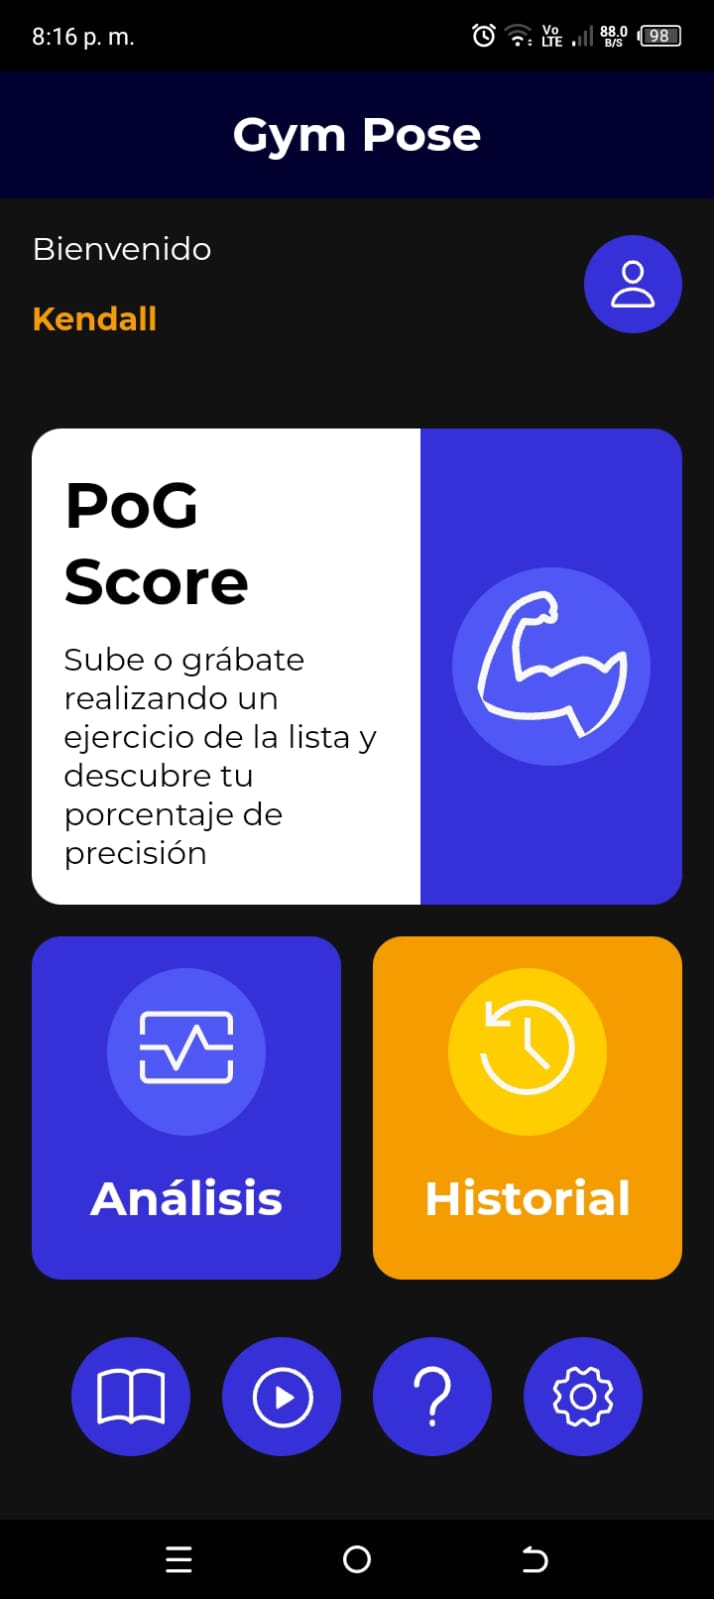 8:16 p. m.
Vo
LTE
88.0
B/S
98
Gym Pose
Bienvenido
Kendall
PoG
Score
Sube o grábate
realizando un
ejercicio de la lista y
descubre tu
porcentaje de
precisión
Análisis
Historial
?